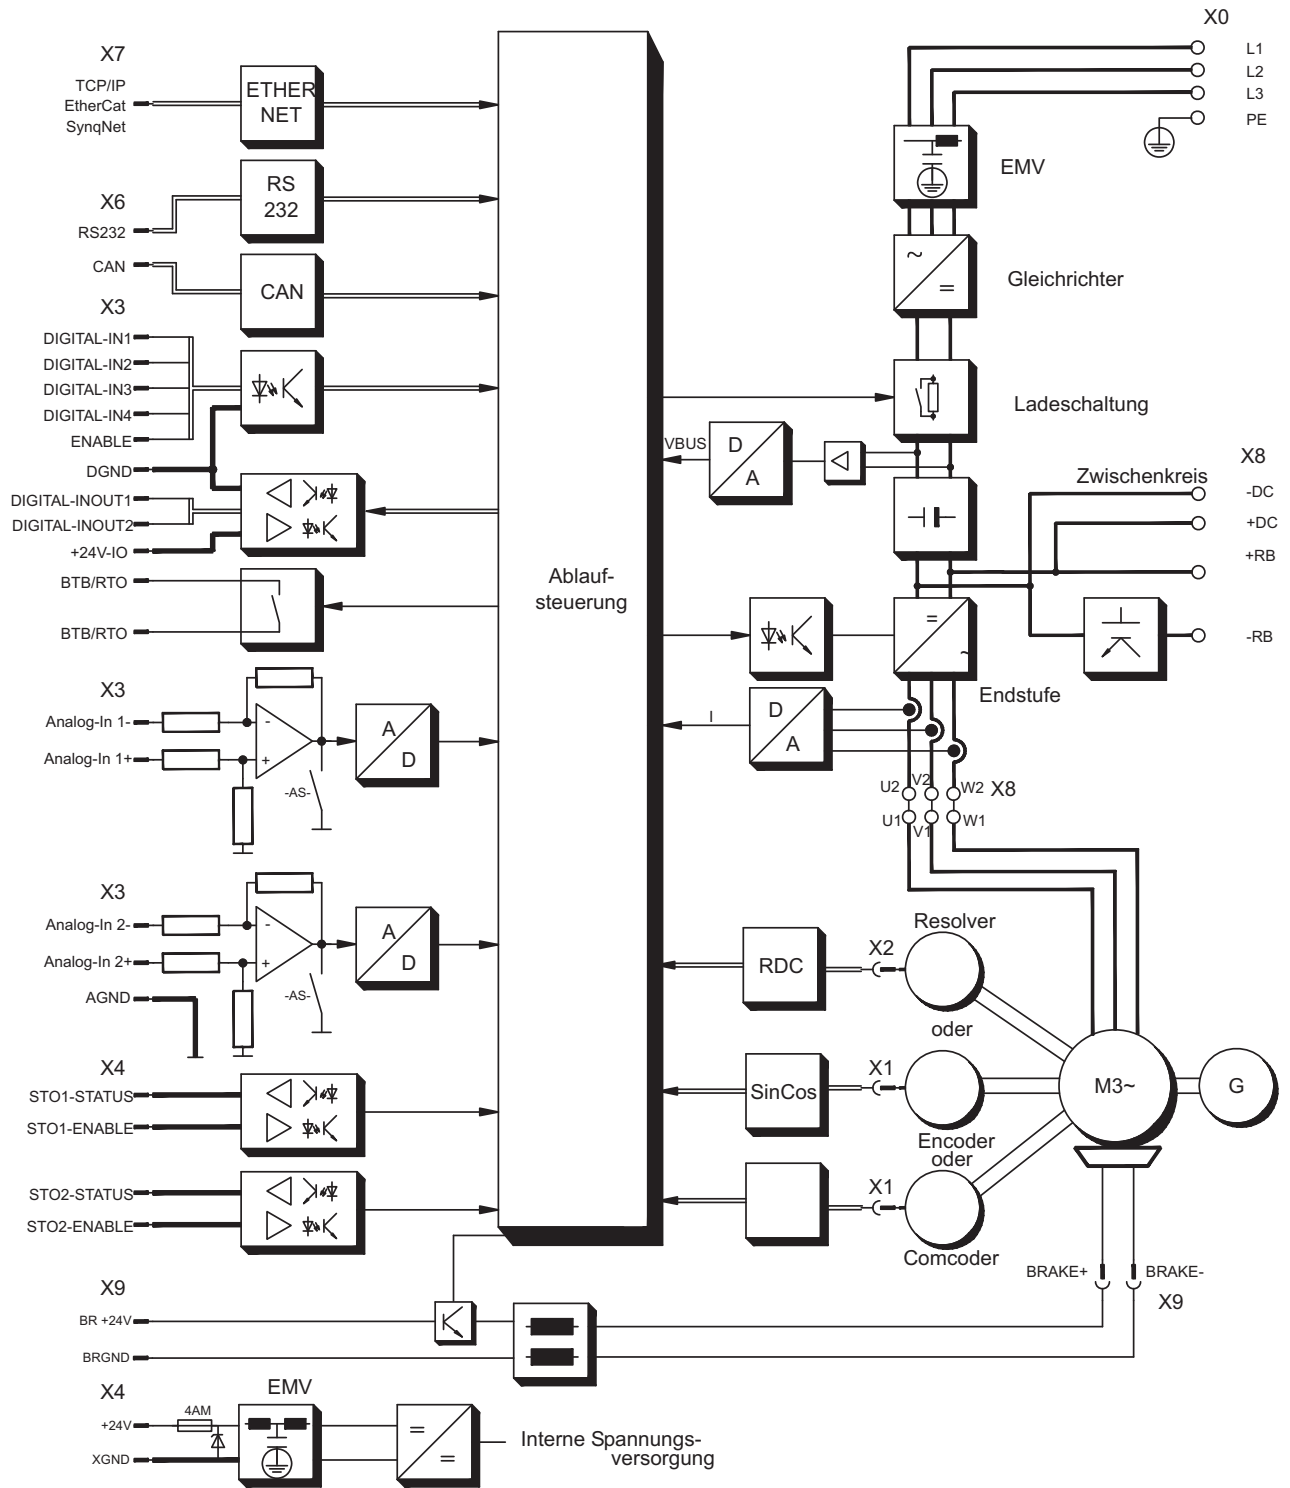 X7
TCP/IP
EtherCat
SynqNet
ETHER
NET
X6
RS232
RS
232
CAN
CAN
X3
DIGITAL-IN1
DIGITAL-IN2
DIGITAL-IN3
DIGITAL-IN4
ENABLE
DGND
DIGITAL-INOUT1
DIGITAL-INOUT2
+24V-IO
BTB/RTO
BTB/RTO
X3
Analog-In 1-
Analog-In 1+
-
+
-AS-
A
D
X3
Analog-In 2-
Analog-In 2+
AGND
-
+
-AS-
A
D
X4
STO1-STATUS
STO1-ENABLE
STO2-STATUS
STO2-ENABLE
X9
BR +24V
BRGND
X4
+24V
XGND
4AM
EMV
=
=
Interne Spannungs-
versorgung
Ablauf-
steuerung
X0
L1
L2
L3
PE
EMV
~
=
Gleichrichter
Ladeschaltung
VBUS
D
A
Zwischenkreis
X8
-DC
+DC
+RB
-RB
=
~
Endstufe
I
D
A
U2
V2
W2
X8
U1
V1
W1
RDC
X2
Resolver
oder
SinCos
X1
Encoder
oder
X1
Comcoder
M3~
G
BRAKE+
BRAKE-
X9